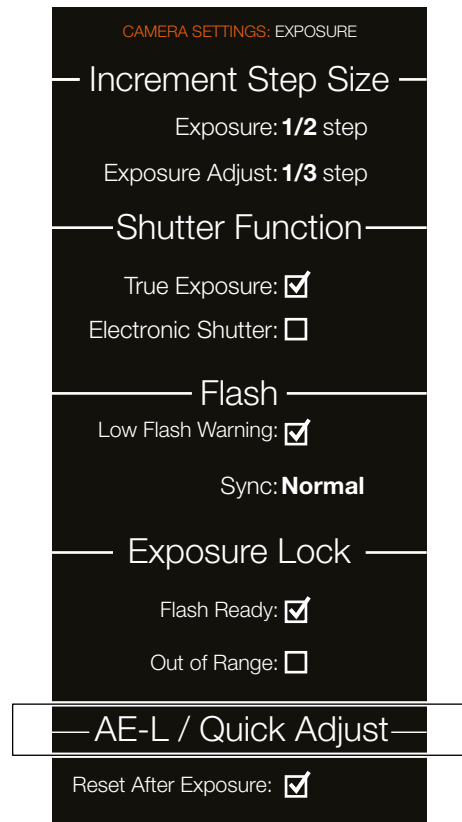 CAMERA SETTINGS: EXPOSURE
Increment Step Size
Exposure: 1/2 step
Exposure Adjust: 1/3 step
Shutter Function
True Exposure:
Electronic Shutter:
Flash
Low Flash Warning:
Sync: Normal
Exposure Lock
Flash Ready:
Out of Range:
AE-L / Quick Adjust
Reset After Exposure: